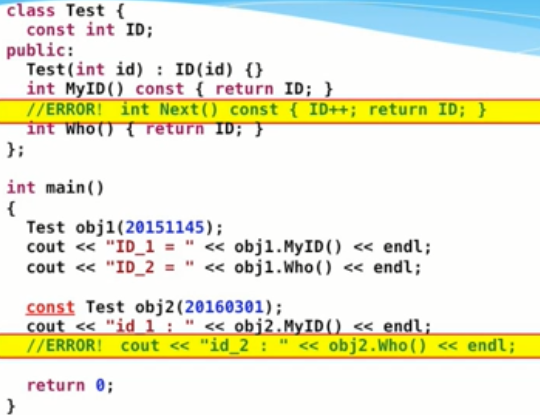 class Test {
  const int ID;
public:
  Test(int id) : ID(id) {}
  int MyID() const { return ID; }
  //ERROR!  int Next() const { ID++; return ID; }
  int Who() { return ID; }
};

int main()
{
  Test obj1(20151145);
  cout << "ID_1 = " << obj1.MyID() << endl;
  cout << "ID_2 = " << obj1.Who() << endl;

  const Test obj2(20160301);
  cout << "id_1 : " << obj2.MyID() << endl;
  //ERROR!  cout << "id_2 : " << obj2.Who() << endl;

  return 0;
}